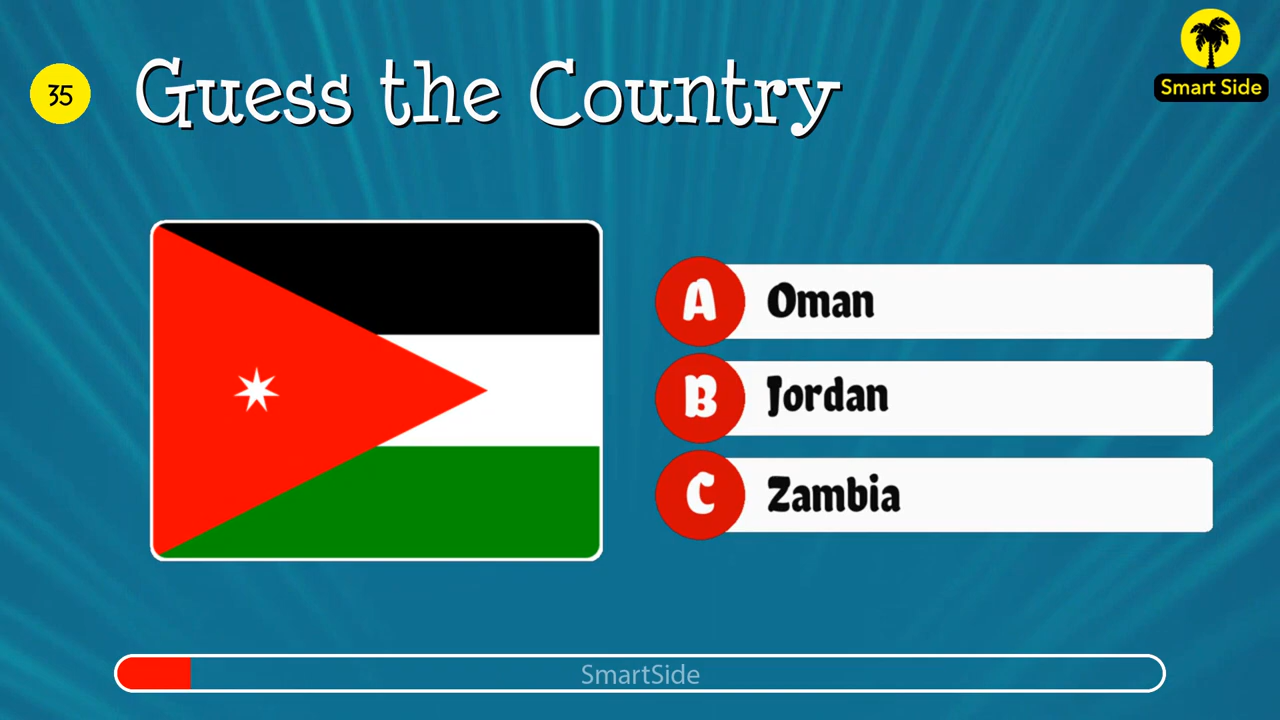 35
Guess the Country
Smart Side
A Oman
B Jordan
C Zambia
SmartSide